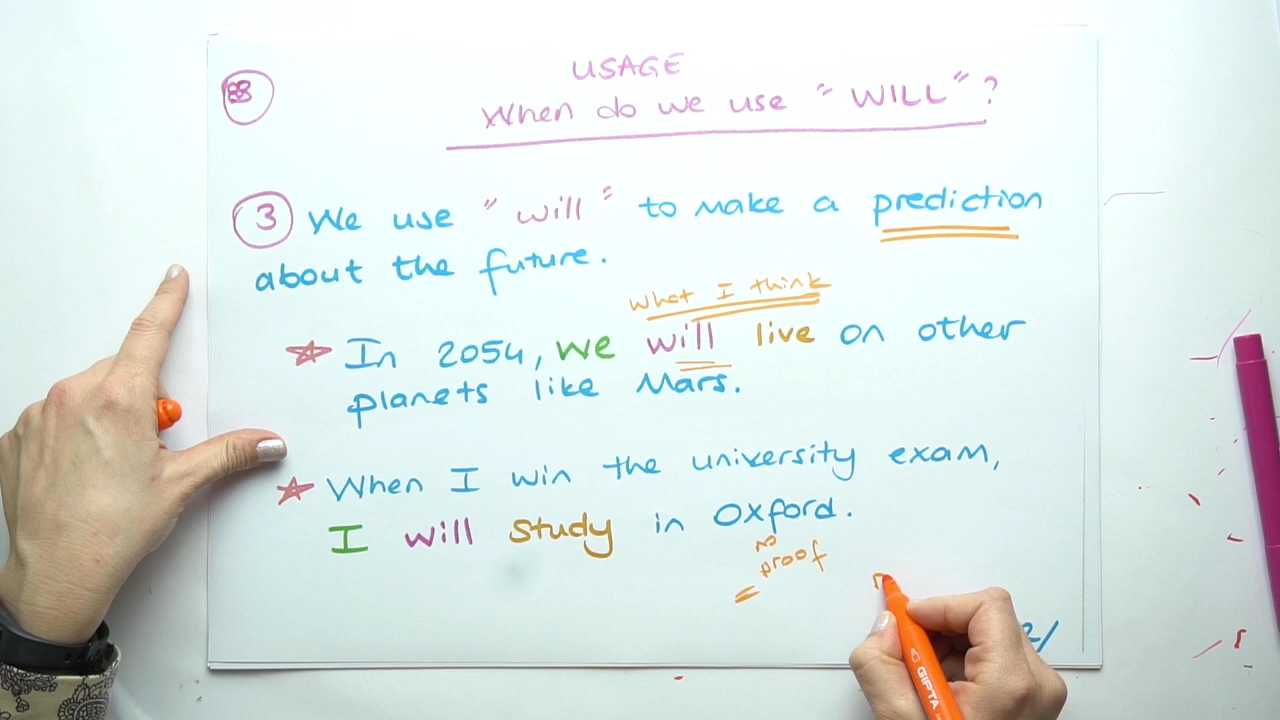 USAGE
When do we use "WILL"?
3 We use "will" to make a prediction
about the future.
what I think
In 2054, we will live on other
planets like Mars.
When I win the university exam,
I will study in Oxford.
no
proof
GIPTA